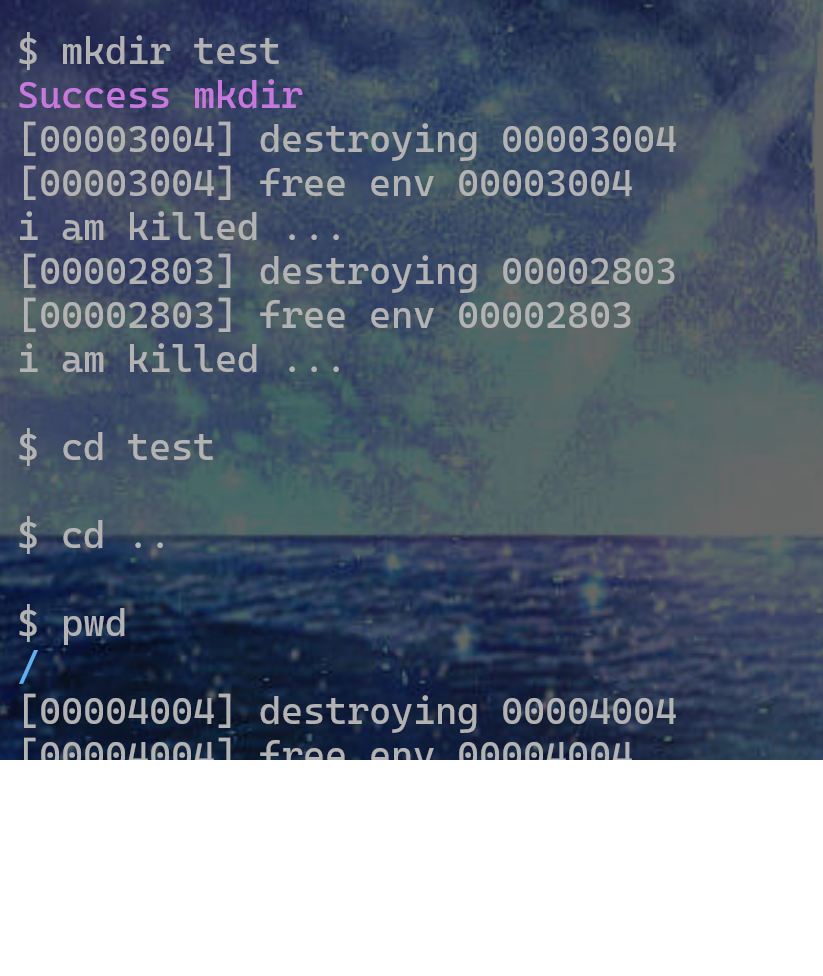 $ mkdir test
Success mkdir
[00003004] destroying 00003004
[00003004] free env 00003004
i am killed ...
[00002803] destroying 00002803
[00002803] free env 00002803
i am killed ...
$ cd test
$ cd ..
$ pwd
/
[00004004] destroying 00004004
[00004004] free env 00004004